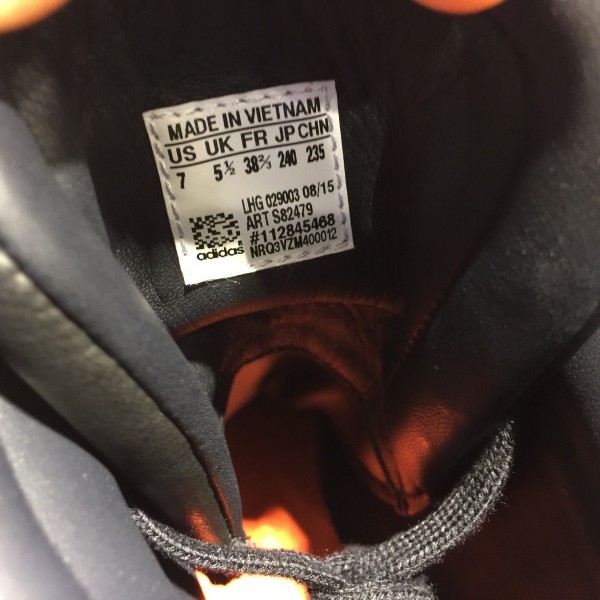 MADE IN VIETNAM
US UK FR JP CHN
7 5½ 38⅔ 240 235
LHG 029003 08/15
ART S82479
#112845468
NRQ3VZM400012
adidas